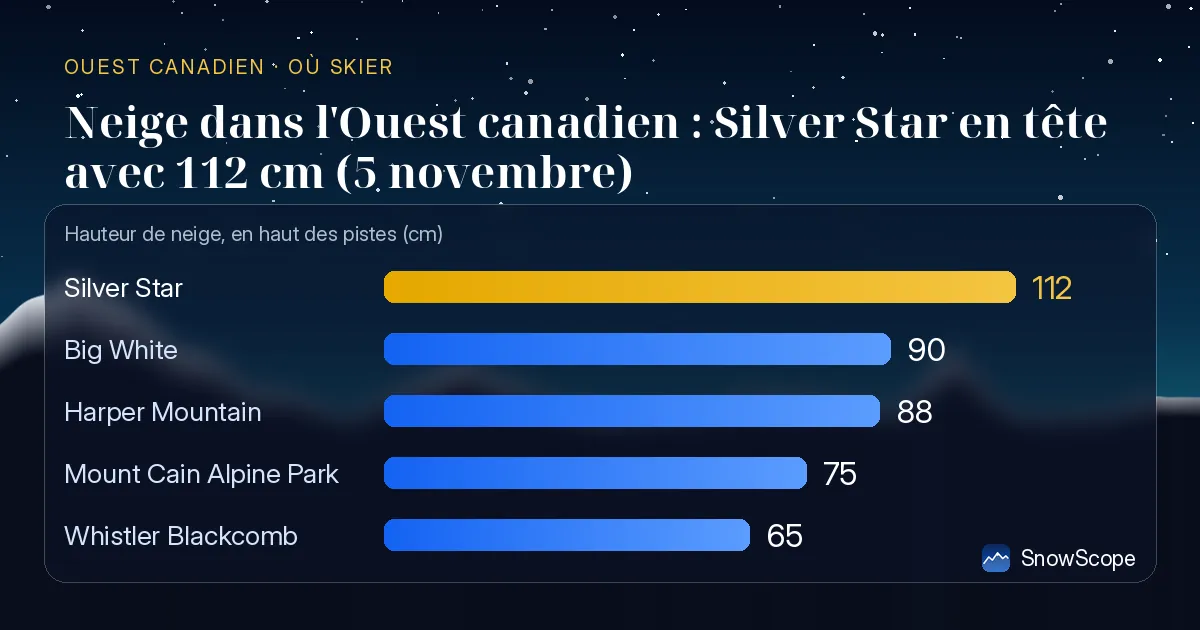 OUEST CANADIEN · OÙ SKIER
Neige dans l'Ouest canadien : Silver Star en tête
avec 112 cm (5 novembre)
Hauteur de neige, en haut des pistes (cm)
Silver Star 112
Big White 90
Harper Mountain 88
Mount Cain Alpine Park 75
Whistler Blackcomb 65
SnowScope